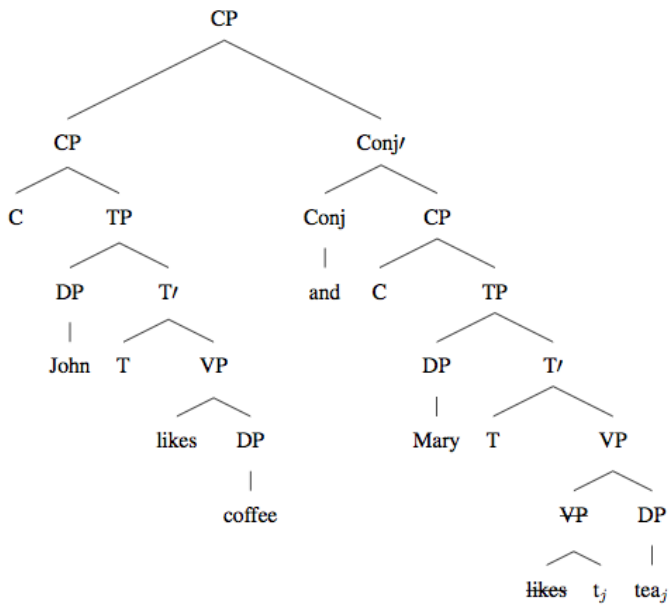 CP
CP Conj′
C TP Conj CP
DP T′ and C TP
John T VP DP T′
likes DP Mary T VP
coffee VP DP
likes tⱼ teaⱼ